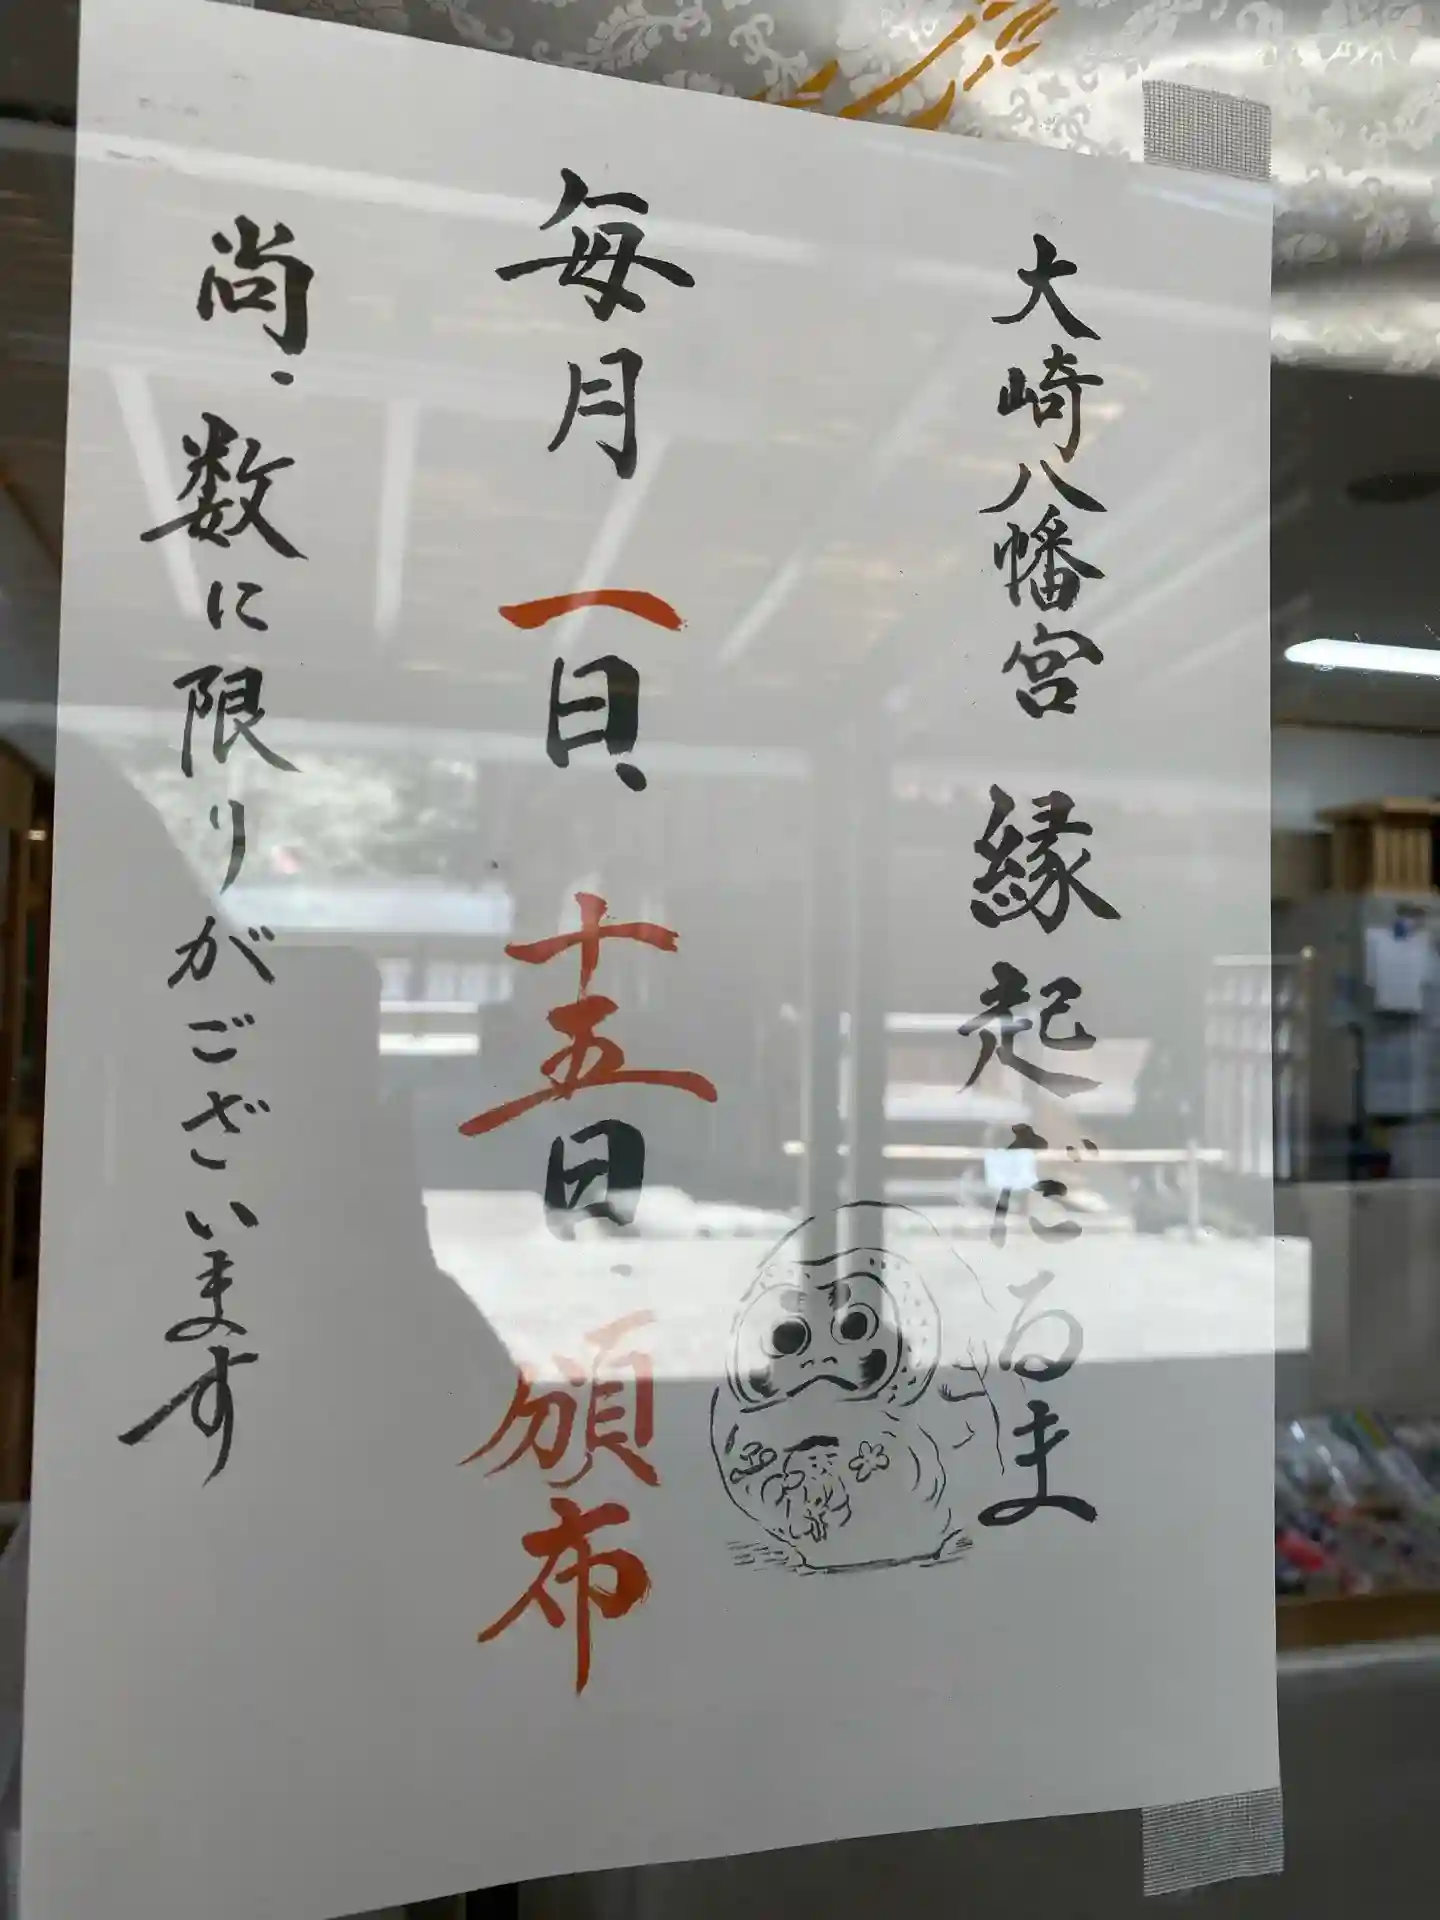 大崎八幡宮 縁起だるま
毎月 一日、十五日、頒布
尚、数に限りがございます